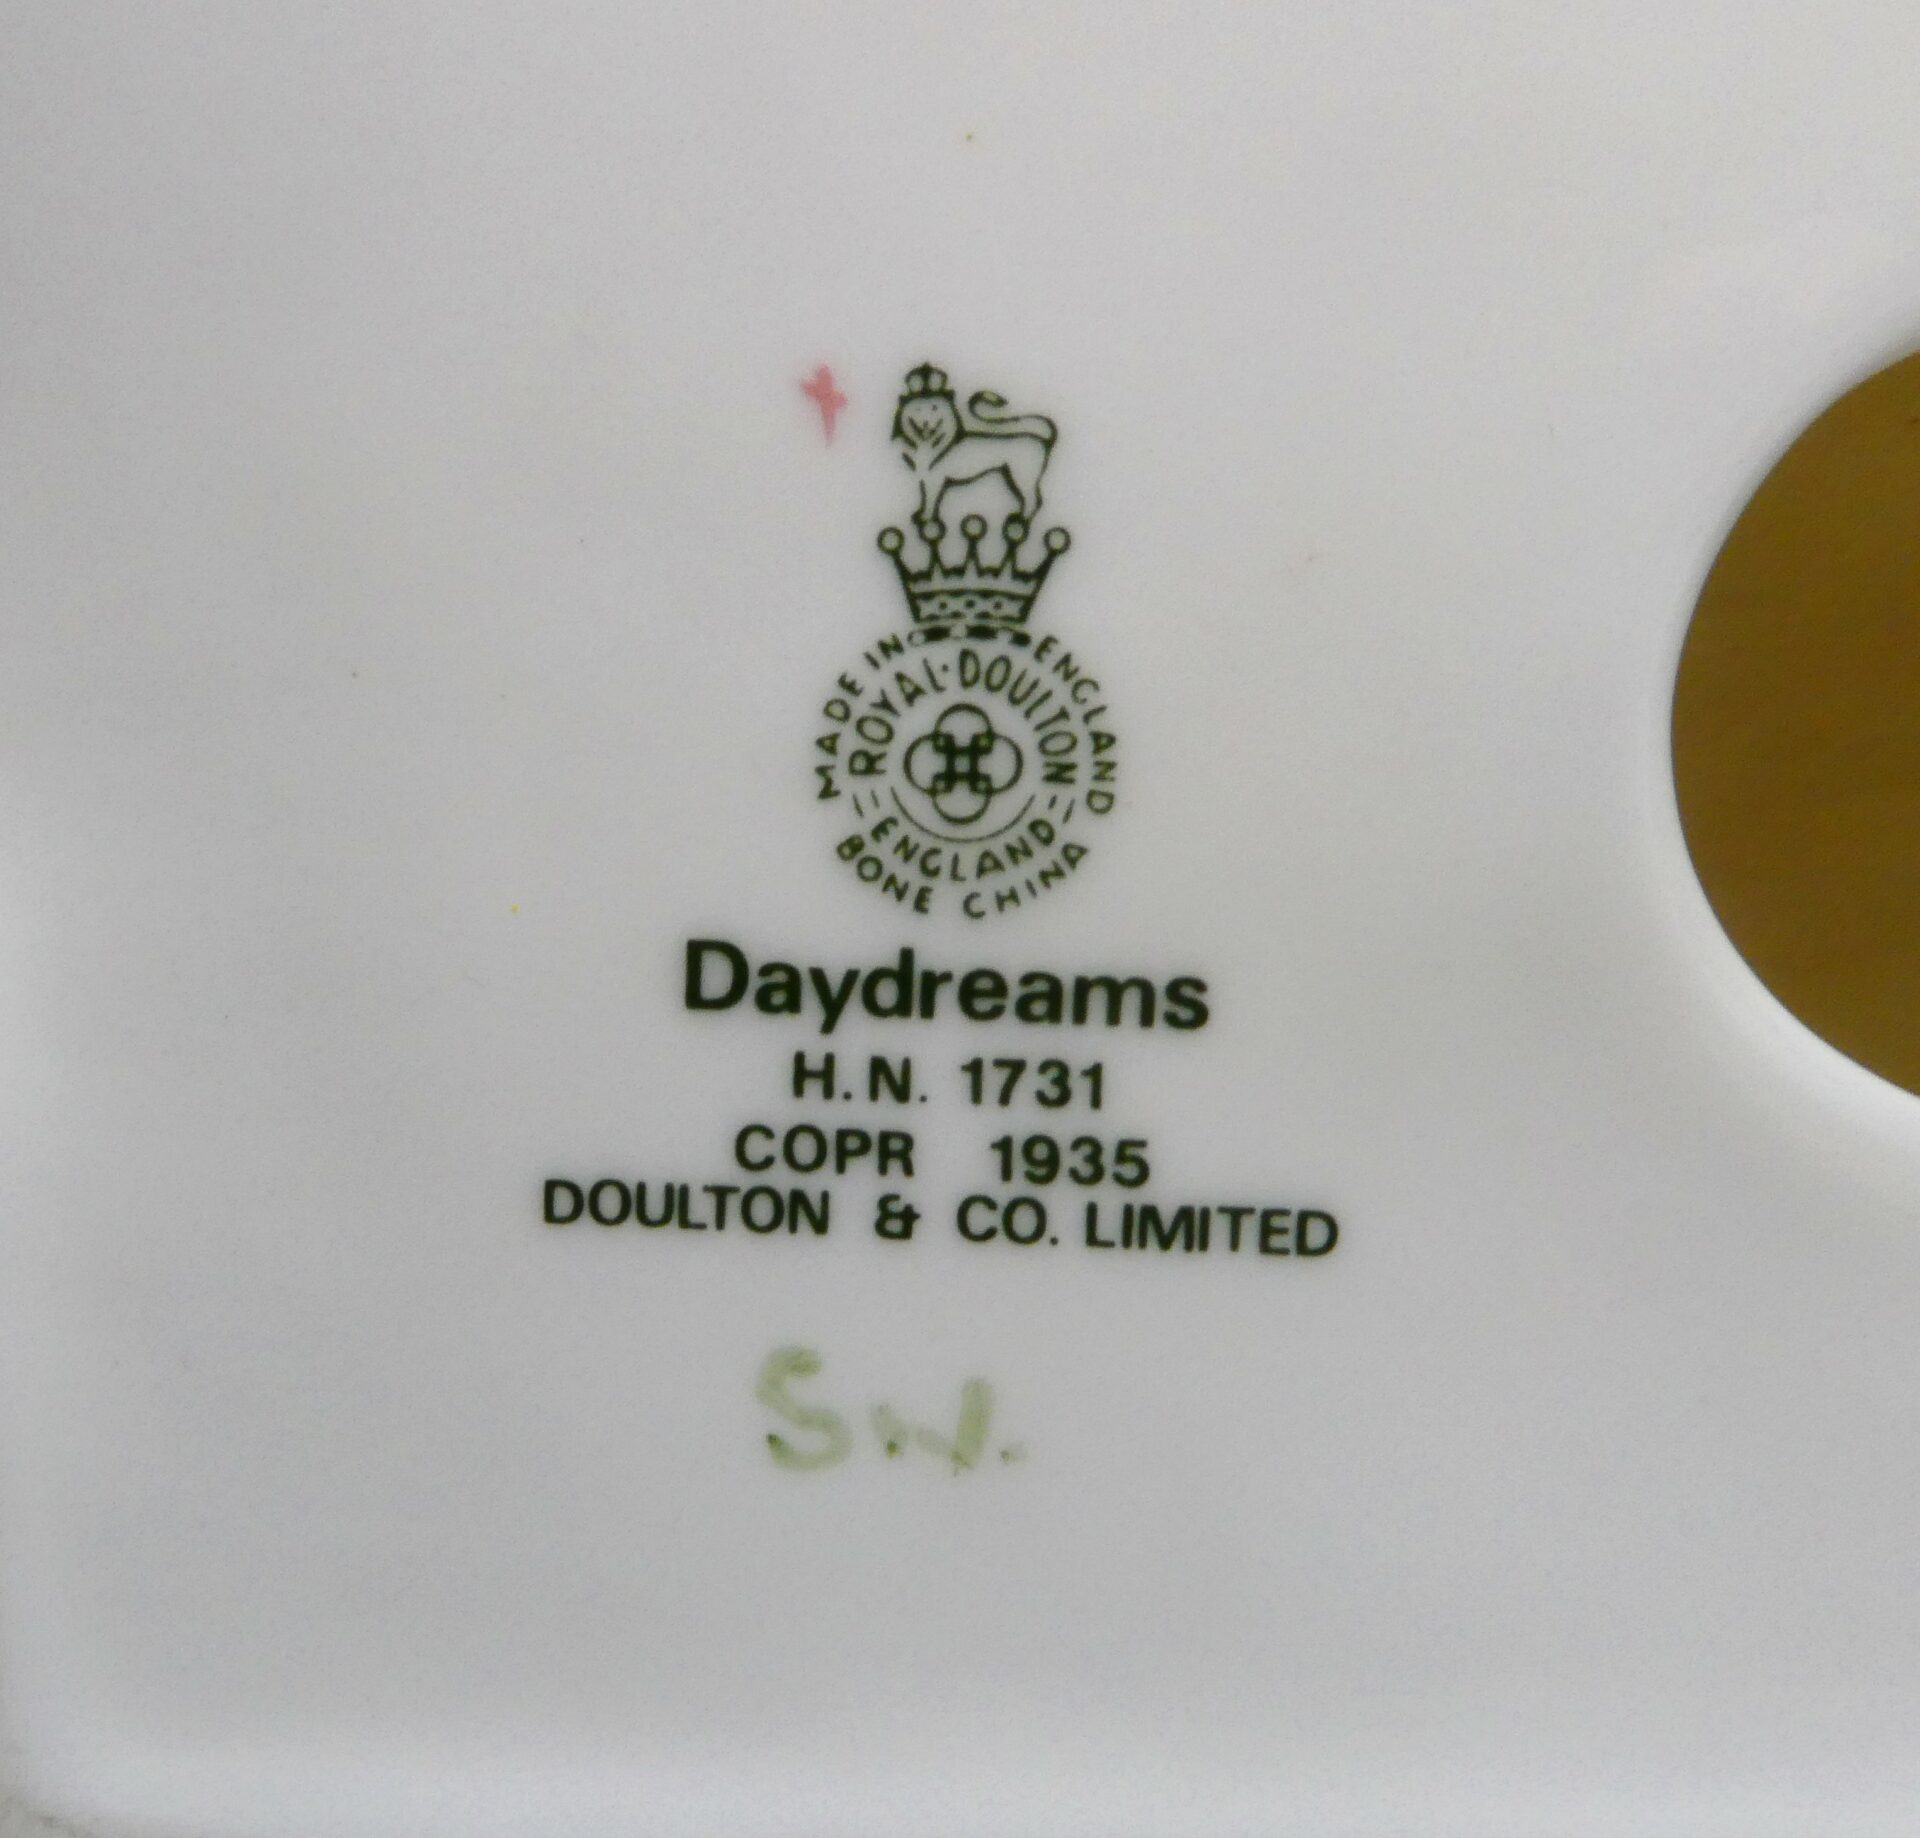 MADE IN ENGLAND
ROYAL·DOULTON
ENGLAND
BONE CHINA
Daydreams
H.N. 1731
COPR 1935
DOULTON & CO. LIMITED